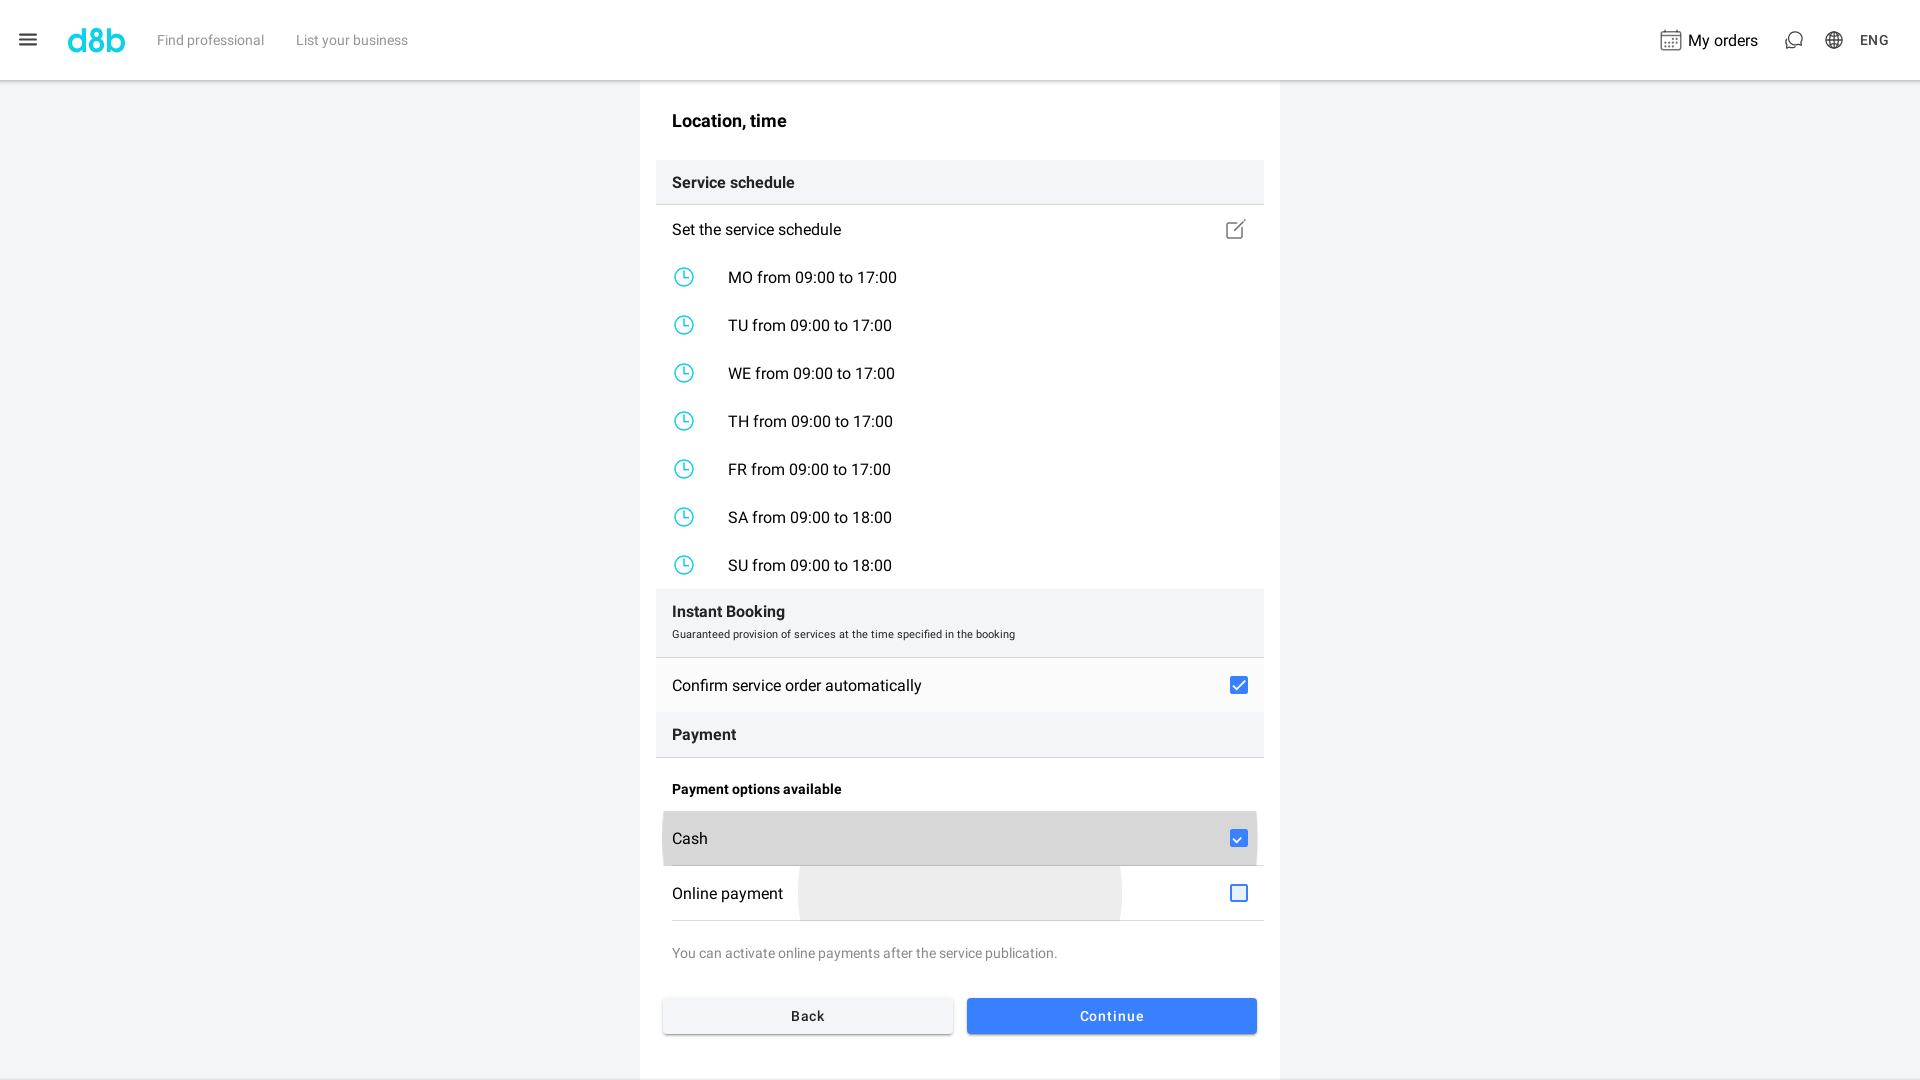 d8b
Find professional
List your business
My orders
ENG
Location, time
Service schedule
Set the service schedule
MO from 09:00 to 17:00
TU from 09:00 to 17:00
WE from 09:00 to 17:00
TH from 09:00 to 17:00
FR from 09:00 to 17:00
SA from 09:00 to 18:00
SU from 09:00 to 18:00
Instant Booking
Guaranteed provision of services at the time specified in the booking
Confirm service order automatically
Payment
Payment options available
Cash
Online payment
You can activate online payments after the service publication.
Back
Continue